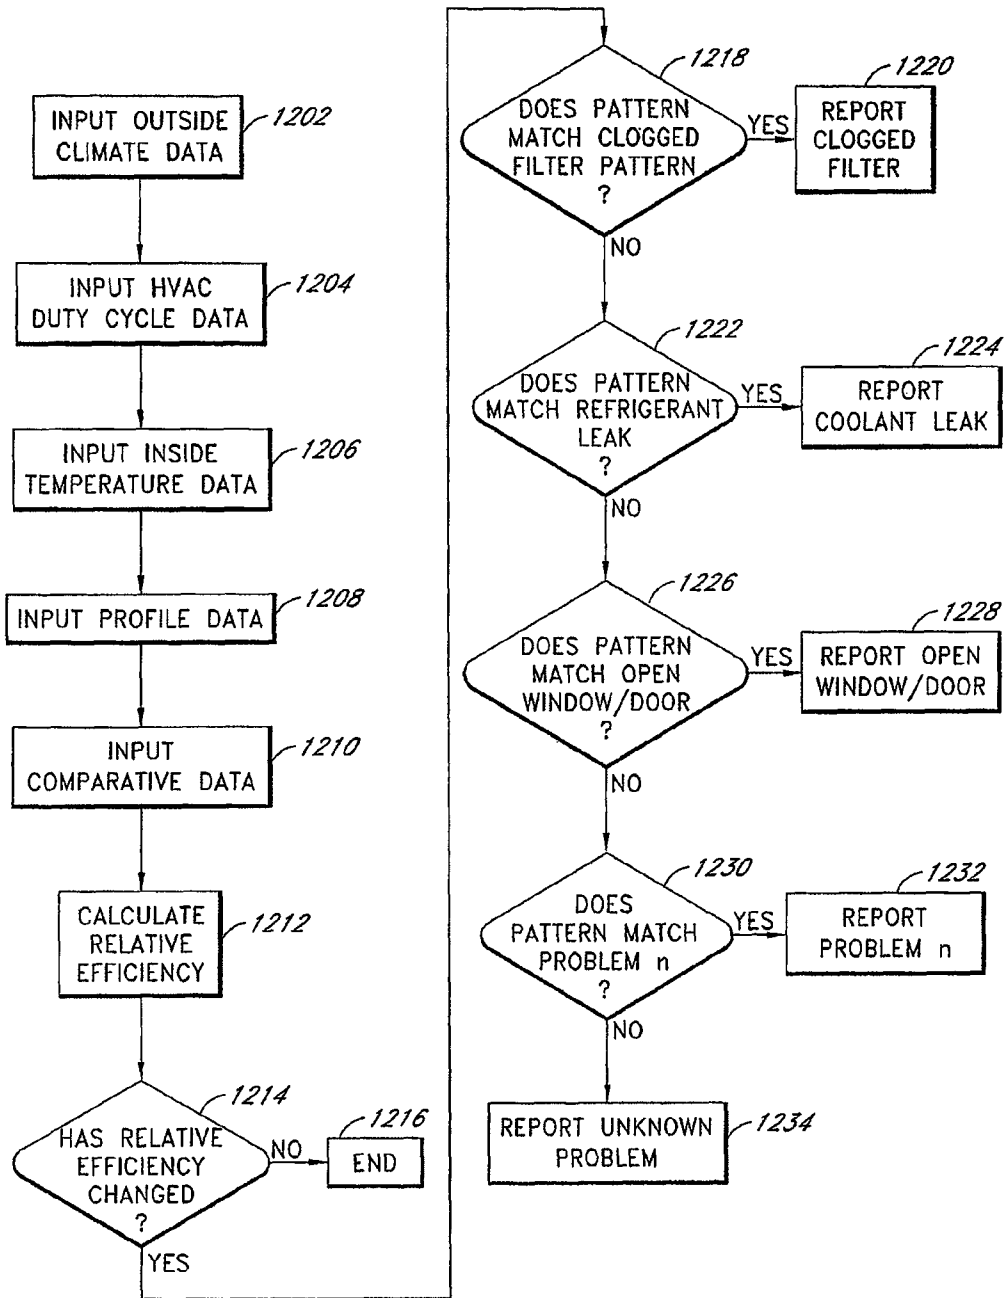 INPUT OUTSIDE
CLIMATE DATA
1202
INPUT HVAC
DUTY CYCLE DATA
1204
INPUT INSIDE
TEMPERATURE DATA
1206
INPUT PROFILE DATA
1208
INPUT
COMPARATIVE DATA
1210
CALCULATE
RELATIVE
EFFICIENCY
1212
HAS RELATIVE
EFFICIENCY
CHANGED
?
1214
NO
END
1216
YES
DOES PATTERN
MATCH CLOGGED
FILTER PATTERN
?
1218
YES
REPORT
CLOGGED
FILTER
1220
NO
DOES PATTERN
MATCH REFRIGERANT
LEAK
?
1222
YES
REPORT
COOLANT LEAK
1224
NO
DOES PATTERN
MATCH OPEN
WINDOW/DOOR
?
1226
YES
REPORT OPEN
WINDOW/DOOR
1228
NO
DOES
PATTERN MATCH
PROBLEM n
?
1230
YES
REPORT
PROBLEM n
1232
NO
REPORT UNKNOWN
PROBLEM
1234